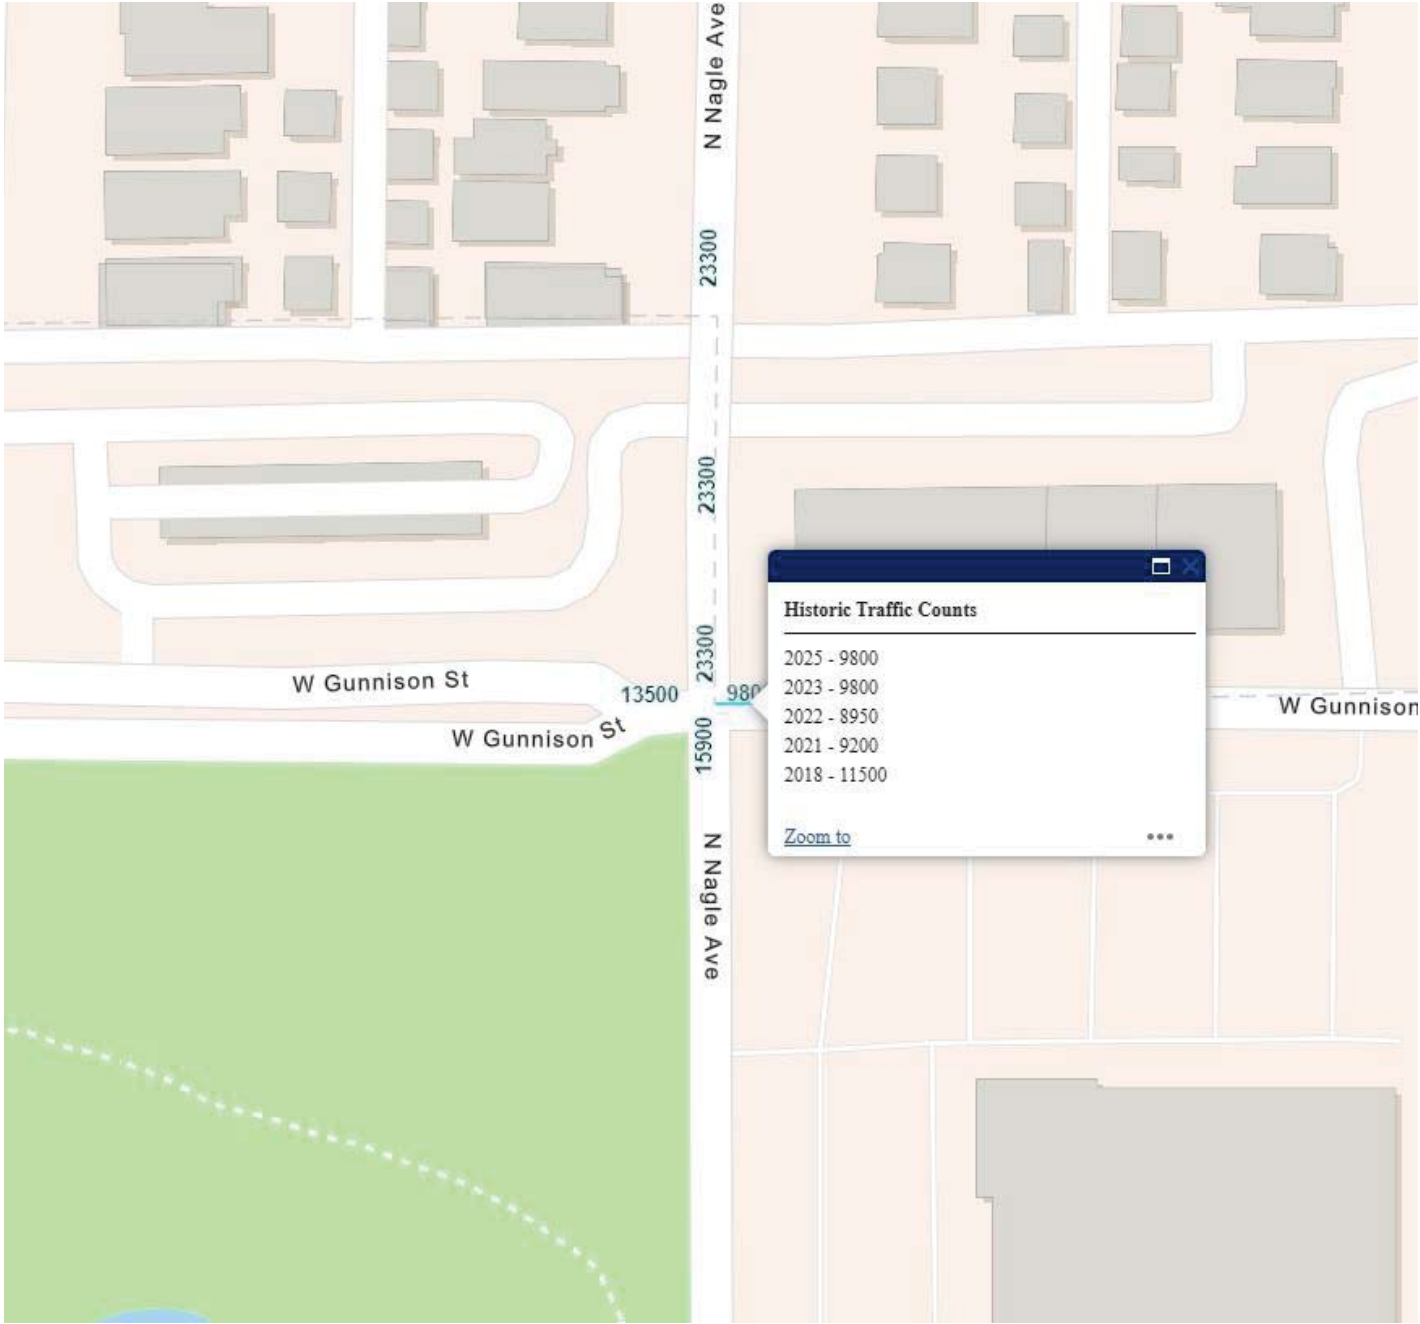 N Nagle Ave
23300
23300
23300
W Gunnison St
13500
980
W Gunnison
W Gunnison St
15900
N Nagle Ave
Historic Traffic Counts
2025 - 9800
2023 - 9800
2022 - 8950
2021 - 9200
2018 - 11500
Zoom to